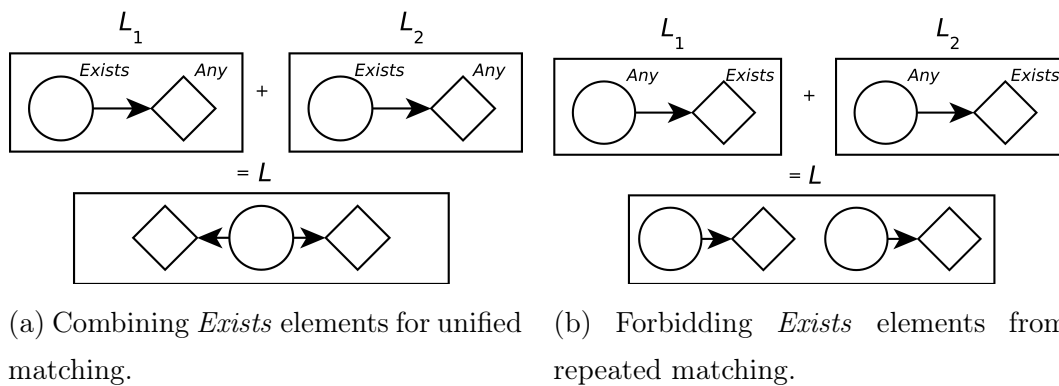 L1 L2
Exists Any + Exists Any
= L
(a) Combining Exists elements for unified
matching.
L1 L2
Any Exists + Any Exists
= L
(b) Forbidding Exists elements from
repeated matching.